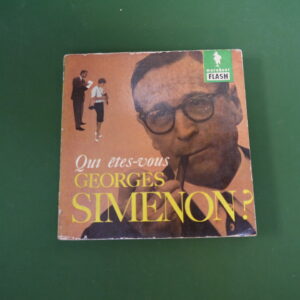 marabout
FLASH
Qui êtes-vous
GEORGES
SIMENON?